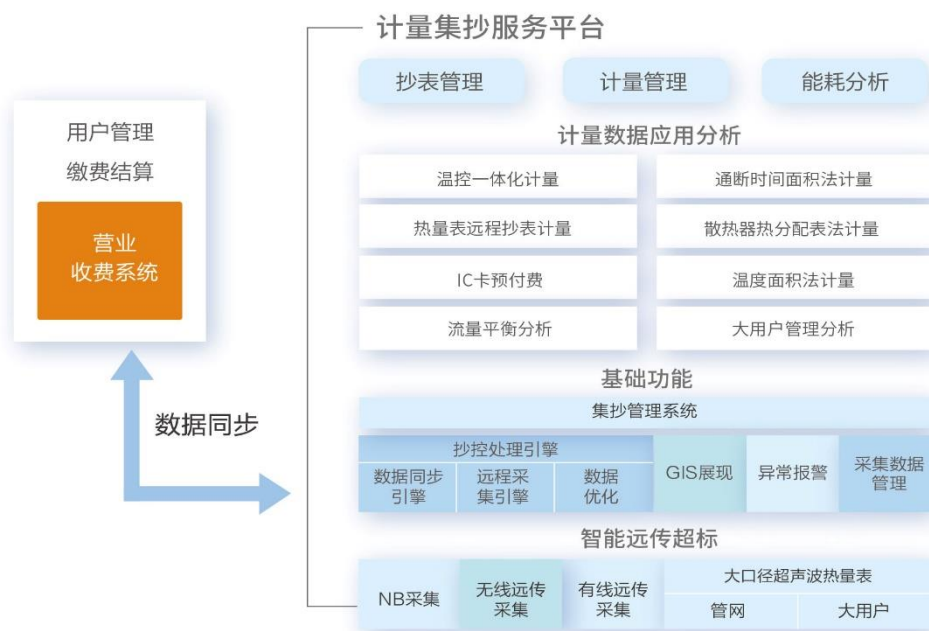 计量集抄服务平台
抄表管理
计量管理
能耗分析
用户管理
缴费结算
营业
收费系统
数据同步
计量数据应用分析
温控一体化计量
通断时间面积法计量
热量表远程抄表计量
散热器热分配表法计量
IC卡预付费
温度面积法计量
流量平衡分析
大用户管理分析
基础功能
集抄管理系统
抄控处理引擎
数据同步
引擎
远程采
集引擎
数据
优化
GIS展现
异常报警
采集数据
管理
智能远传超标
NB采集
无线远传
采集
有线远传
采集
大口径超声波热量表
管网
大用户